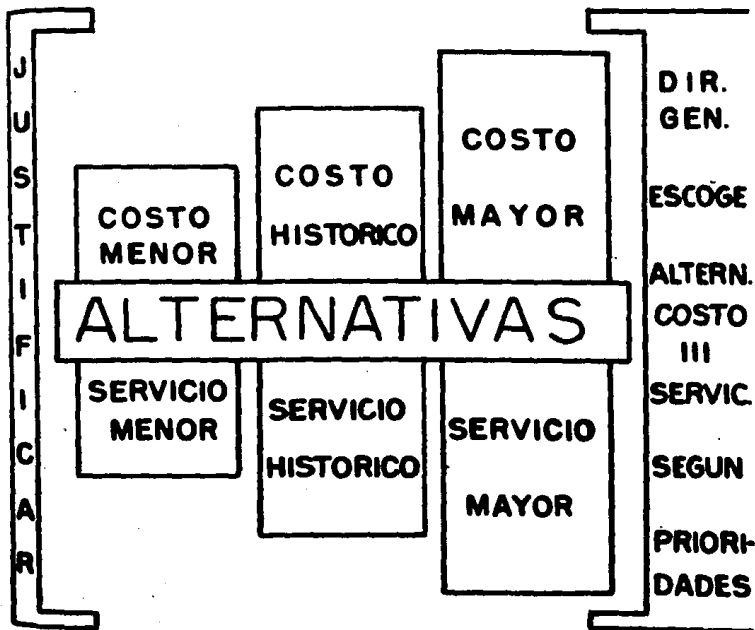 JUSTIFICAR
COSTO
MENOR
COSTO
HISTORICO
COSTO
MAYOR
ALTERNATIVAS
SERVICIO
MENOR
SERVICIO
HISTORICO
SERVICIO
MAYOR
DIR.
GEN.
ESCOGE
ALTERN.
COSTO
III
SERVIC.
SEGUN
PRIORI-
DADES